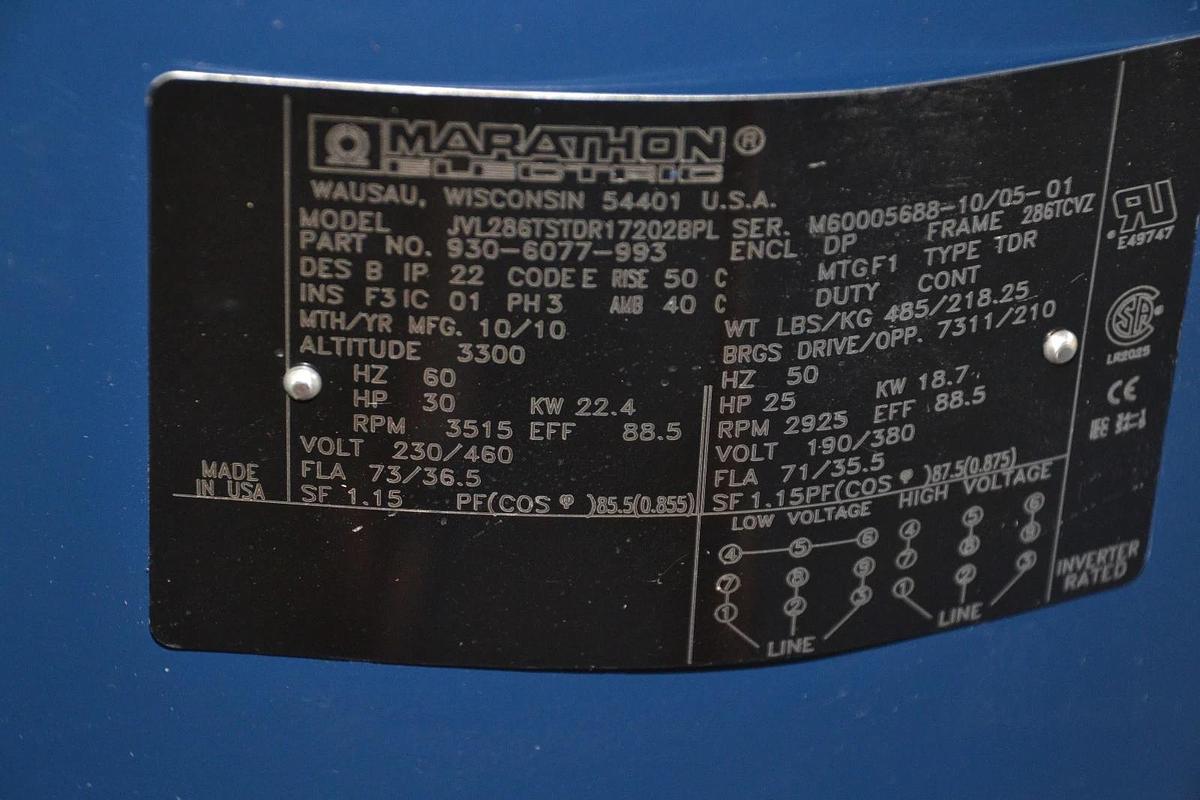 MARATHON ®
ELECTRIC
WAUSAU, WISCONSIN 54401 U.S.A.
MODEL JVL286TSTDR17202BPL SER. M60005688-10/05-01
PART NO. 930-6077-993 ENCL DP FRAME 286TCVZ
DES B IP 22 CODE E RISE 50 C MTG F1 TYPE TDR
INS F3 IC 01 PH 3 AMB 40 C DUTY CONT
MTH/YR MFG. 10/10 WT LBS/KG 485/218.25
ALTITUDE 3300 BRGS DRIVE/OPP. 7311/210
HZ 60
HP 30 KW 22.4
RPM 3515 EFF 88.5
VOLT 230/460
FLA 73/36.5
SF 1.15 PF(COS φ)85.5(0.855)
HZ 50
HP 25 KW 18.7
RPM 2925 EFF 88.5
VOLT 190/380
FLA 71/35.5
SF 1.15 PF(COS φ)87.5(0.875)
MADE
IN USA
LOW VOLTAGE HIGH VOLTAGE
4 5 6 4 5 6
7 8 9 7 8 9
1 2 3 1 2 3
LINE LINE
RU
®
E49747
SA
®
LR2025
CE
INVERTER
RATED